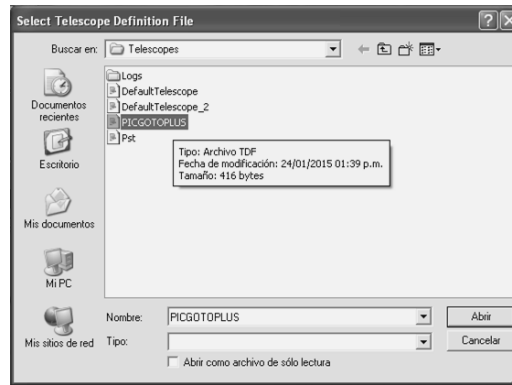 Select Telescope Definition File
Buscar en:
Telescopes
Documentos
recientes
Escritorio
Mis documentos
Mi PC
Mis sitios de red
Logs
DefaultTelescope
DefaultTelescope_2
PICGOTOPLUS
Pst
Tipo: Archivo TDF
Fecha de modificación: 24/01/2015 01:39 p.m.
Tamaño: 416 bytes
Nombre:
PICGOTOPLUS
Abrir
Tipo:
Cancelar
Abrir como archivo de sólo lectura